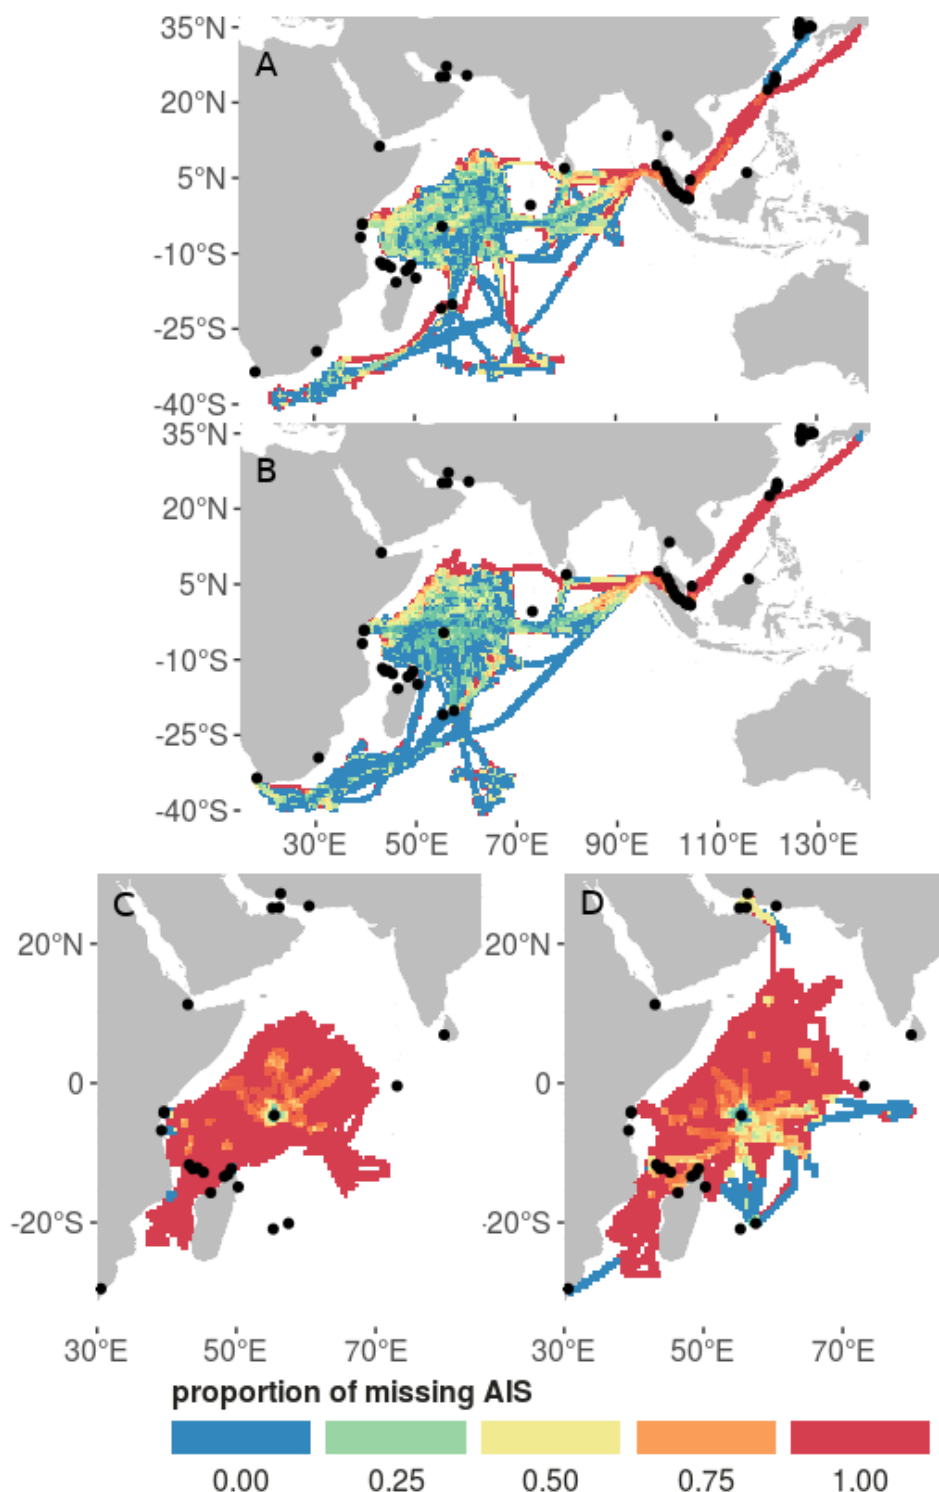 35°N
A
20°N
5°N
-10°S
-25°S
-40°S
35°N
B
20°N
5°N
-10°S
-25°S
-40°S
30°E 50°E 70°E 90°E 110°E 130°E
C D
20°N 20°N
0 0
-20°S -20°S
30°E 50°E 70°E 30°E 50°E 70°E
proportion of missing AIS
0.00 0.25 0.50 0.75 1.00